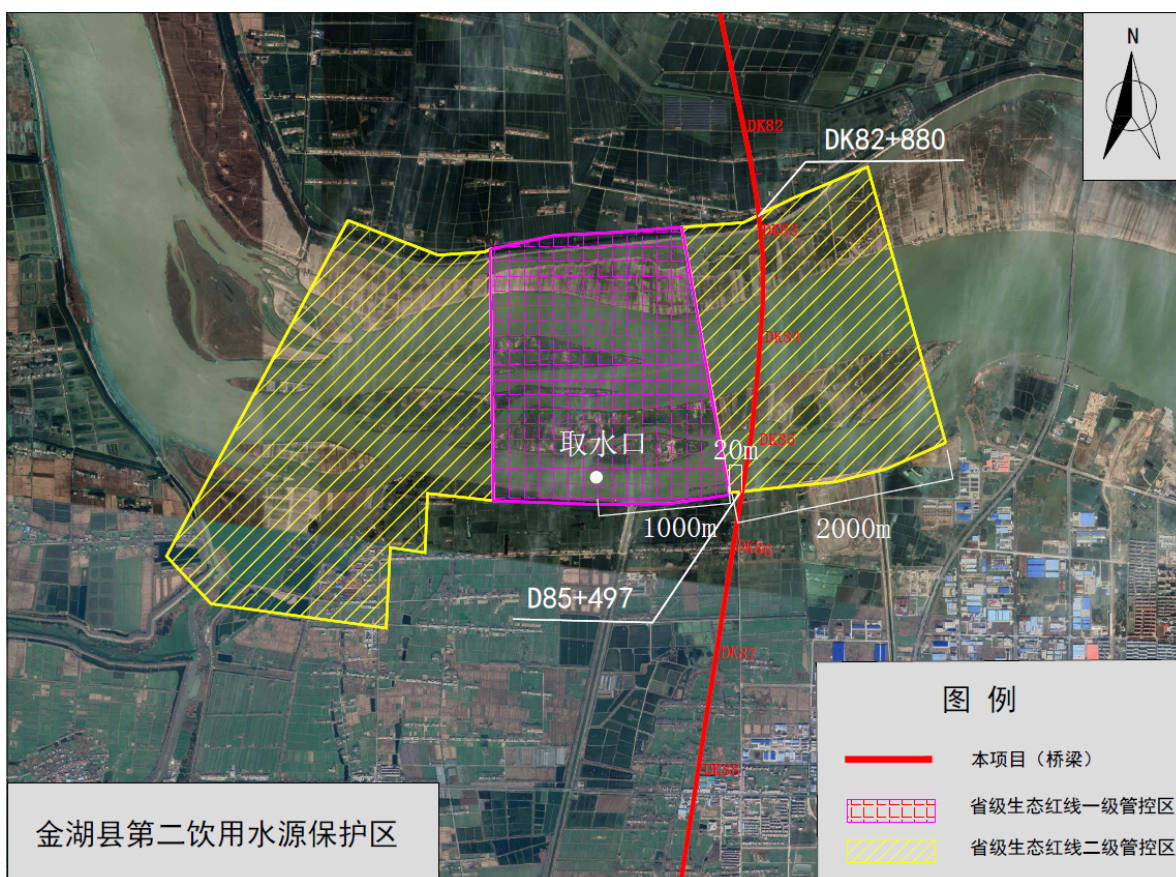 N
DK82
DK82+880
DK83
DK84
DK85
取水口
20m
1000m
2000m
DK86
D85+497
DK87
DK88
图 例
本项目（桥梁）
省级生态红线一级管控区
省级生态红线二级管控区
金湖县第二饮用水源保护区